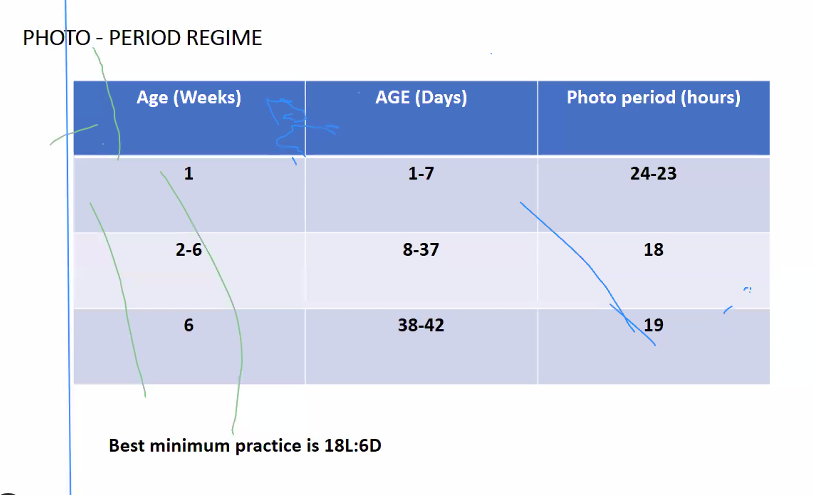 PHOTO - PERIOD REGIME
Age (Weeks) AGE (Days) Photo period (hours)
1 1-7 24-23
2-6 8-37 18
6 38-42 19
Best minimum practice is 18L:6D